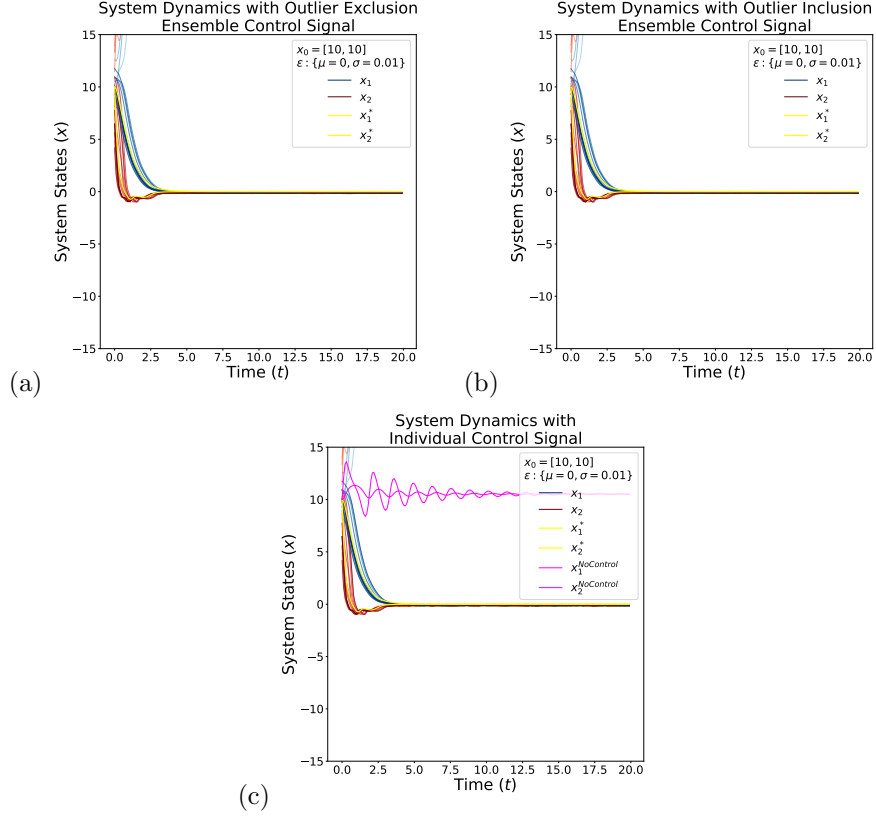 System Dynamics with Outlier Exclusion
Ensemble Control Signal
15
10
5
0
−5
−10
−15
System States (x)
x₀ = [10, 10]
ε : {μ = 0, σ = 0.01}
x₁
x₂
x₁*
x₂*
0.0 2.5 5.0 7.5 10.0 12.5 15.0 17.5 20.0
Time (t)
(a)
System Dynamics with Outlier Inclusion
Ensemble Control Signal
15
10
5
0
−5
−10
−15
System States (x)
x₀ = [10, 10]
ε : {μ = 0, σ = 0.01}
x₁
x₂
x₁*
x₂*
0.0 2.5 5.0 7.5 10.0 12.5 15.0 17.5 20.0
Time (t)
(b)
System Dynamics with
Individual Control Signal
15
10
5
0
−5
−10
−15
System States (x)
x₀ = [10, 10]
ε : {μ = 0, σ = 0.01}
x₁
x₂
x₁*
x₂*
x₁^NoControl
x₂^NoControl
0.0 2.5 5.0 7.5 10.0 12.5 15.0 17.5 20.0
Time (t)
(c)